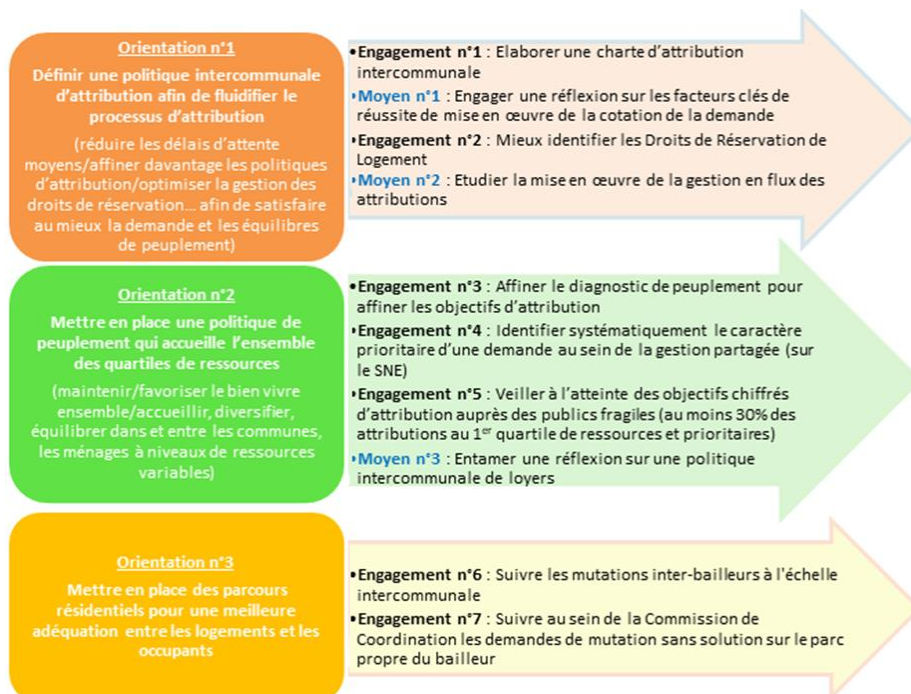 Orientation n°1
Définir une politique intercommunale
d'attribution afin de fluidifier le
processus d'attribution
(réduire les délais d'attente
moyens/affiner davantage les politiques
d'attribution/optimiser la gestion des
droits de réservation… afin de satisfaire
au mieux la demande et les équilibres
de peuplement)
•Engagement n°1 : Elaborer une charte d'attribution
intercommunale
•Moyen n°1 : Engager une réflexion sur les facteurs clés de
réussite de mise en œuvre de la cotation de la demande
•Engagement n°2 : Mieux identifier les Droits de Réservation de
Logement
•Moyen n°2 : Etudier la mise en œuvre de la gestion en flux des
attributions
Orientation n°2
Mettre en place une politique de
peuplement qui accueille l'ensemble
des quartiles de ressources
(maintenir/favoriser le bien vivre
ensemble/accueillir, diversifier,
équilibrer dans et entre les communes,
les ménages à niveaux de ressources
variables)
•Engagement n°3 : Affiner le diagnostic de peuplement pour
affiner les objectifs d'attribution
•Engagement n°4 : Identifier systématiquement le caractère
prioritaire d'une demande au sein de la gestion partagée (sur
le SNE)
•Engagement n°5 : Veiller à l'atteinte des objectifs chiffrés
d'attribution auprès des publics fragiles (au moins 30% des
attributions au 1er quartile de ressources et prioritaires)
•Moyen n°3 : Entamer une réflexion sur une politique
intercommunale de loyers
Orientation n°3
Mettre en place des parcours
résidentiels pour une meilleure
adéquation entre les logements et les
occupants
•Engagement n°6 : Suivre les mutations inter-bailleurs à l'échelle
intercommunale
•Engagement n°7 : Suivre au sein de la Commission de
Coordination les demandes de mutation sans solution sur le parc
propre du bailleur